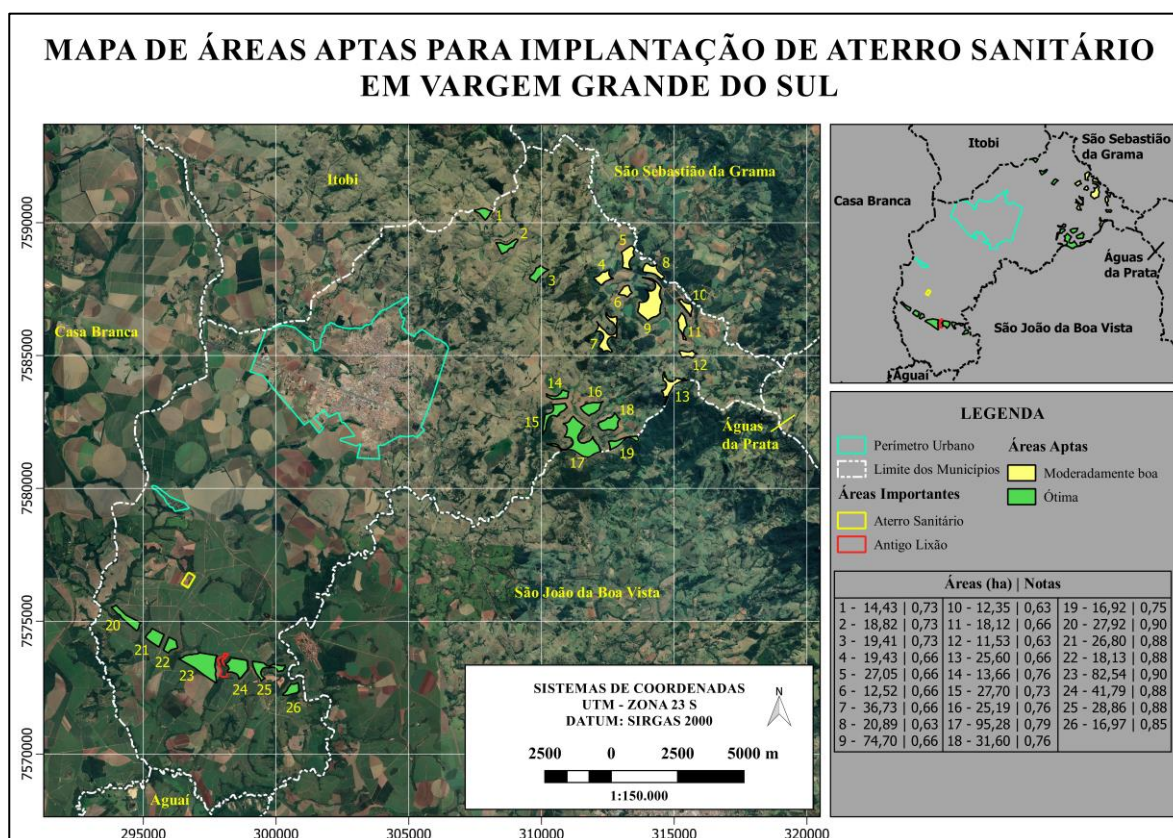 MAPA DE ÁREAS APTAS PARA IMPLANTAÇÃO DE ATERRO SANITÁRIO
EM VARGEM GRANDE DO SUL
Itobi
São Sebastião
da Grama
Casa Branca
Águas
da Prata
São João da Boa Vista
Aguaí
7590000
7585000
7580000
7575000
7570000
295000
300000
305000
310000
315000
320000
1
2
3
4
5
6
7
8
9
10
11
12
13
14
15
16
17
18
19
20
21
22
23
24
25
26
SISTEMAS DE COORDENADAS
UTM - ZONA 23 S
DATUM: SIRGAS 2000
N
2500 0 2500 5000 m
1:150.000
Itobi
São Sebastião
da Grama
Casa Branca
Águas
da Prata
São João da Boa Vista
Aguaí
LEGENDA
Perímetro Urbano
Limite dos Municípios
Áreas Importantes
Aterro Sanitário
Antigo Lixão
Áreas Aptas
Moderadamente boa
Ótima
Áreas (ha) | Notas
1 - 14,43 | 0,73 10 - 12,35 | 0,63 19 - 16,92 | 0,75
2 - 18,82 | 0,73 11 - 18,12 | 0,66 20 - 27,92 | 0,90
3 - 19,41 | 0,73 12 - 11,53 | 0,63 21 - 26,80 | 0,88
4 - 19,43 | 0,66 13 - 25,60 | 0,66 22 - 18,13 | 0,88
5 - 27,05 | 0,66 14 - 13,66 | 0,76 23 - 82,54 | 0,90
6 - 12,52 | 0,66 15 - 27,70 | 0,73 24 - 41,79 | 0,88
7 - 36,73 | 0,66 16 - 25,19 | 0,76 25 - 28,86 | 0,88
8 - 20,89 | 0,63 17 - 95,28 | 0,79 26 - 16,97 | 0,85
9 - 74,70 | 0,66 18 - 31,60 | 0,76